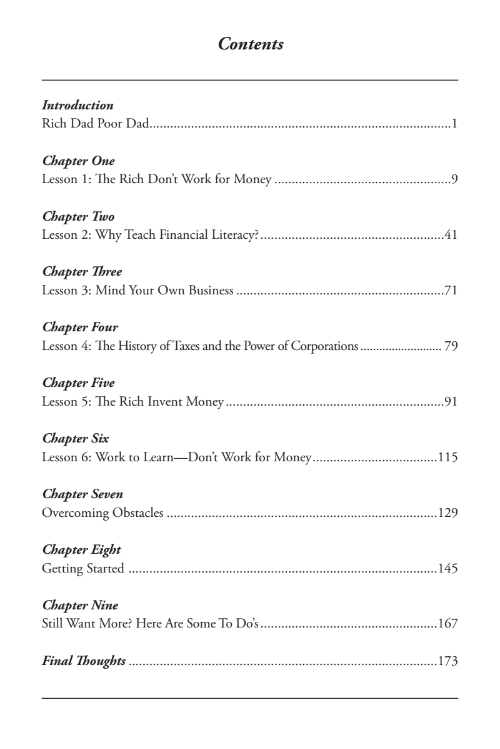 Contents
Introduction
Rich Dad Poor Dad......................................................................................1
Chapter One
Lesson 1: The Rich Don’t Work for Money ...................................................9
Chapter Two
Lesson 2: Why Teach Financial Literacy?.....................................................41
Chapter Three
Lesson 3: Mind Your Own Business ............................................................71
Chapter Four
Lesson 4: The History of Taxes and the Power of Corporations ............................ 79
Chapter Five
Lesson 5: The Rich Invent Money ...............................................................91
Chapter Six
Lesson 6: Work to Learn—Don’t Work for Money....................................115
Chapter Seven
Overcoming Obstacles ..............................................................................129
Chapter Eight
Getting Started .........................................................................................145
Chapter Nine
Still Want More? Here Are Some To Do’s...................................................167
Final Thoughts .........................................................................................173